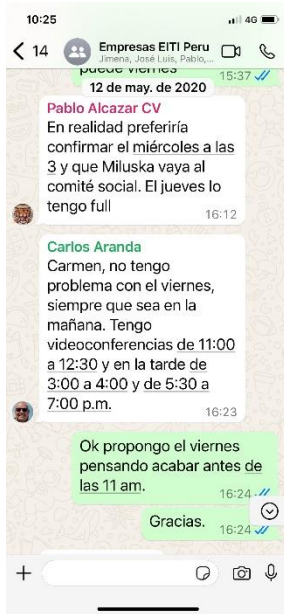 10:25
4G
14
Empresas EITI Peru
Jimena, José Luis, Pablo,...
puede viernes
15:37
12 de may. de 2020
Pablo Alcazar CV
En realidad preferiría
confirmar el miércoles a las
3 y que Miluska vaya al
comité social. El jueves lo
tengo full
16:12
Carlos Aranda
Carmen, no tengo
problema con el viernes,
siempre que sea en la
mañana. Tengo
videoconferencias de 11:00
a 12:30 y en la tarde de
3:00 a 4:00 y de 5:30 a
7:00 p.m.
16:23
Ok propongo el viernes
pensando acabar antes de
las 11 am.
16:24
Gracias.
16:24